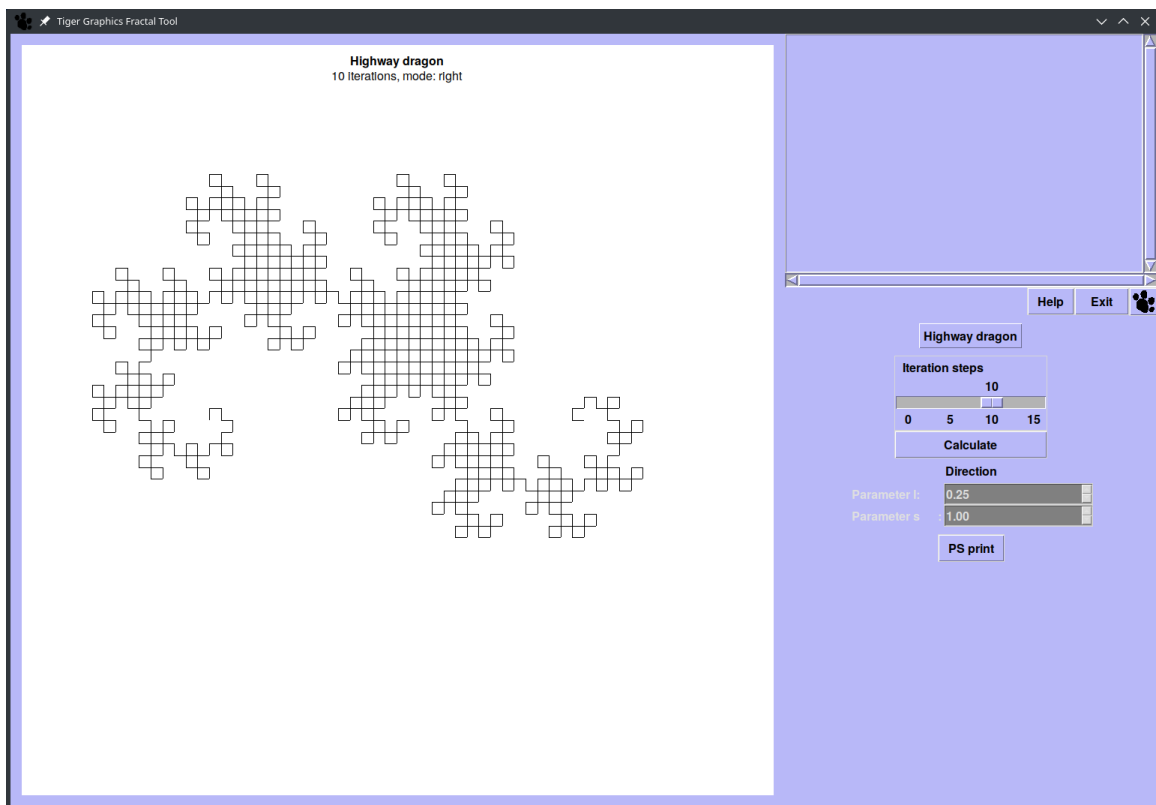 Tiger Graphics Fractal Tool
Highway dragon
10 iterations, mode: right
Help Exit
Highway dragon
Iteration steps
10
0 5 10 15
Calculate
Direction
Parameter l: 0.25
Parameter s : 1.00
PS print